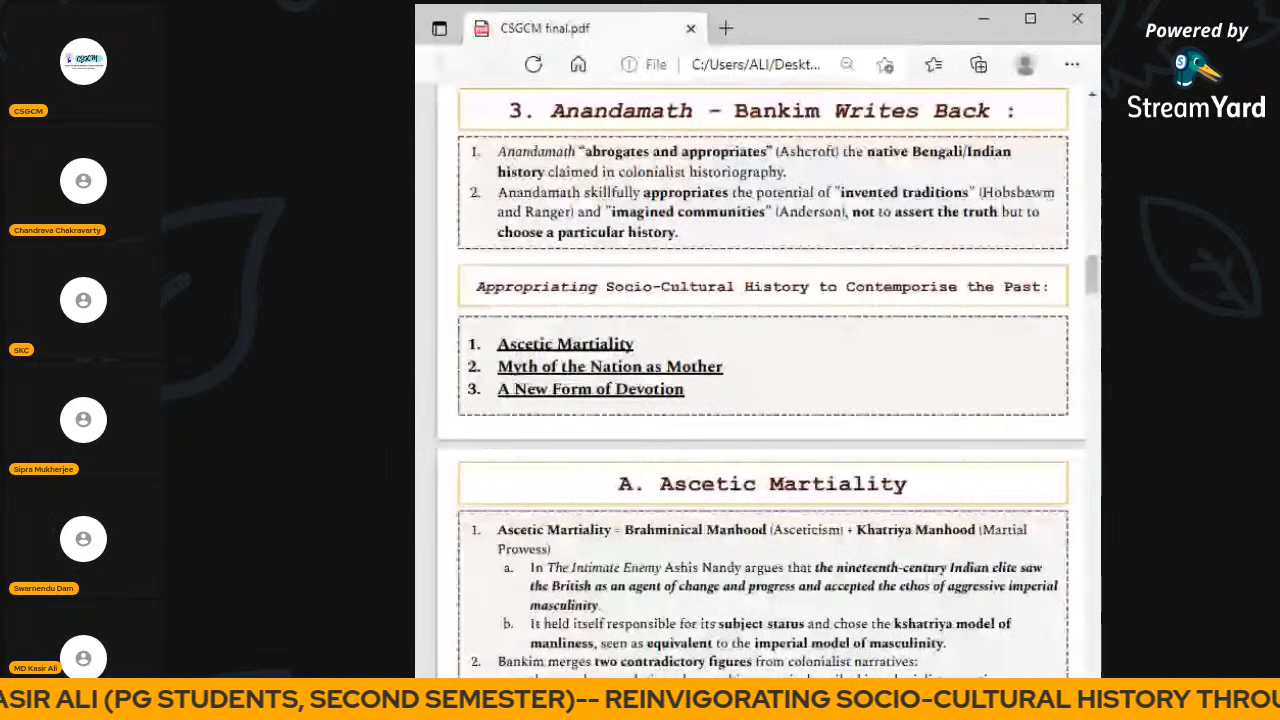 CSGCM final.pdf
File
C:/Users/ALI/Deskt...
Powered by
StreamYard
CSGCM
CSGCM
Chandrava Chakravarty
SKC
Sipra Mukherjee
Swarnendu Dam
MD Kasir Ali
3. Anandamath - Bankim Writes Back :
1. Anandamath “abrogates and appropriates” (Ashcroft) the native Bengali/Indian
history claimed in colonialist historiography.
2. Anandamath skillfully appropriates the potential of "invented traditions" (Hobsbawm
and Ranger) and "imagined communities" (Anderson), not to assert the truth but to
choose a particular history.
Appropriating Socio-Cultural History to Contemporise the Past:
1. Ascetic Martiality
2. Myth of the Nation as Mother
3. A New Form of Devotion
A. Ascetic Martiality
1. Ascetic Martiality = Brahminical Manhood (Asceticism) + Khatriya Manhood (Martial
Prowess)
a. In The Intimate Enemy Ashis Nandy argues that the nineteenth-century Indian elite saw
the British as an agent of change and progress and accepted the ethos of aggressive imperial
masculinity.
b. It held itself responsible for its subject status and chose the kshatriya model of
manliness, seen as equivalent to the imperial model of masculinity.
2. Bankim merges two contradictory figures from colonialist narratives:
ASIR ALI (PG STUDENTS, SECOND SEMESTER)-- REINVIGORATING SOCIO-CULTURAL HISTORY THROU